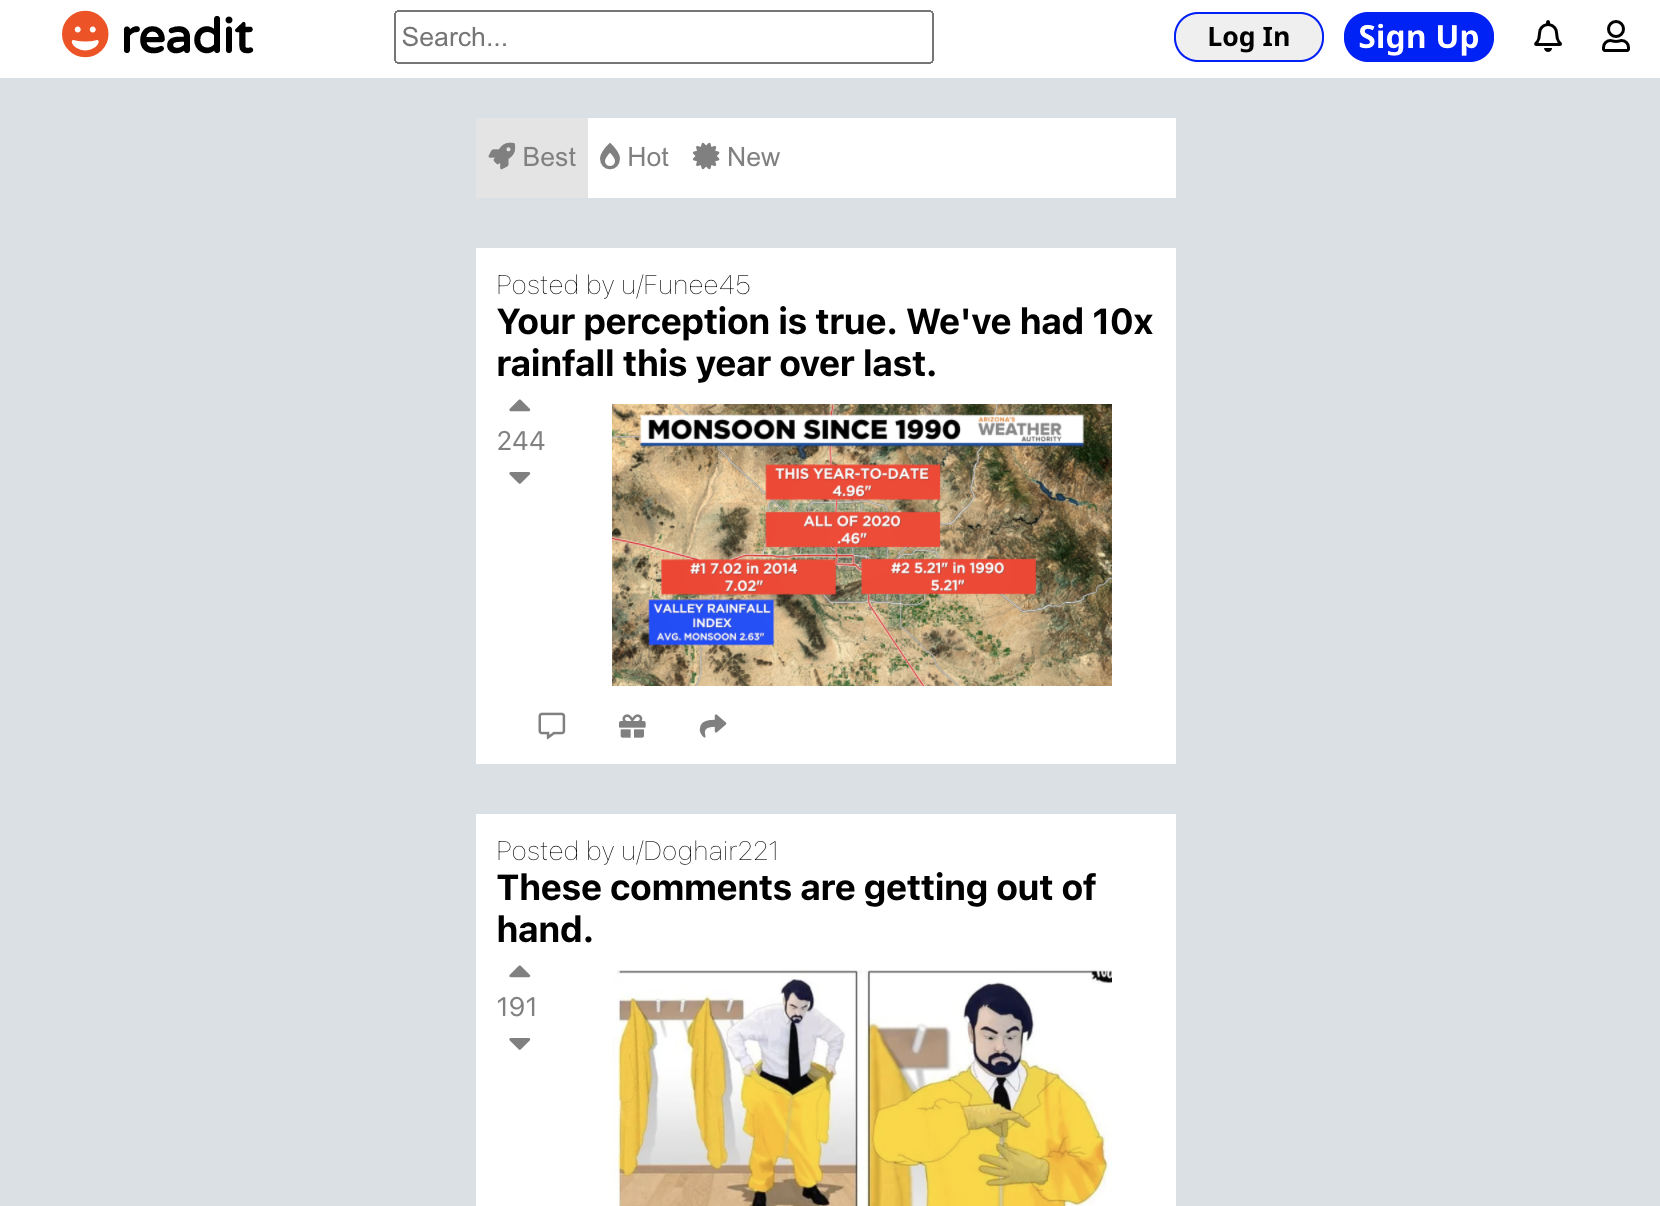 readit
Search...
Log In
Sign Up
Best
Hot
New
Posted by u/Funee45
Your perception is true. We've had 10x
rainfall this year over last.
244
MONSOON SINCE 1990
ARIZONA'S
WEATHER
AUTHORITY
THIS YEAR-TO-DATE
4.96"
ALL OF 2020
.46"
#1 7.02 in 2014
7.02"
#2 5.21" in 1990
5.21"
VALLEY RAINFALL
INDEX
AVG. MONSOON 2.63"
Posted by u/Doghair221
These comments are getting out of
hand.
191